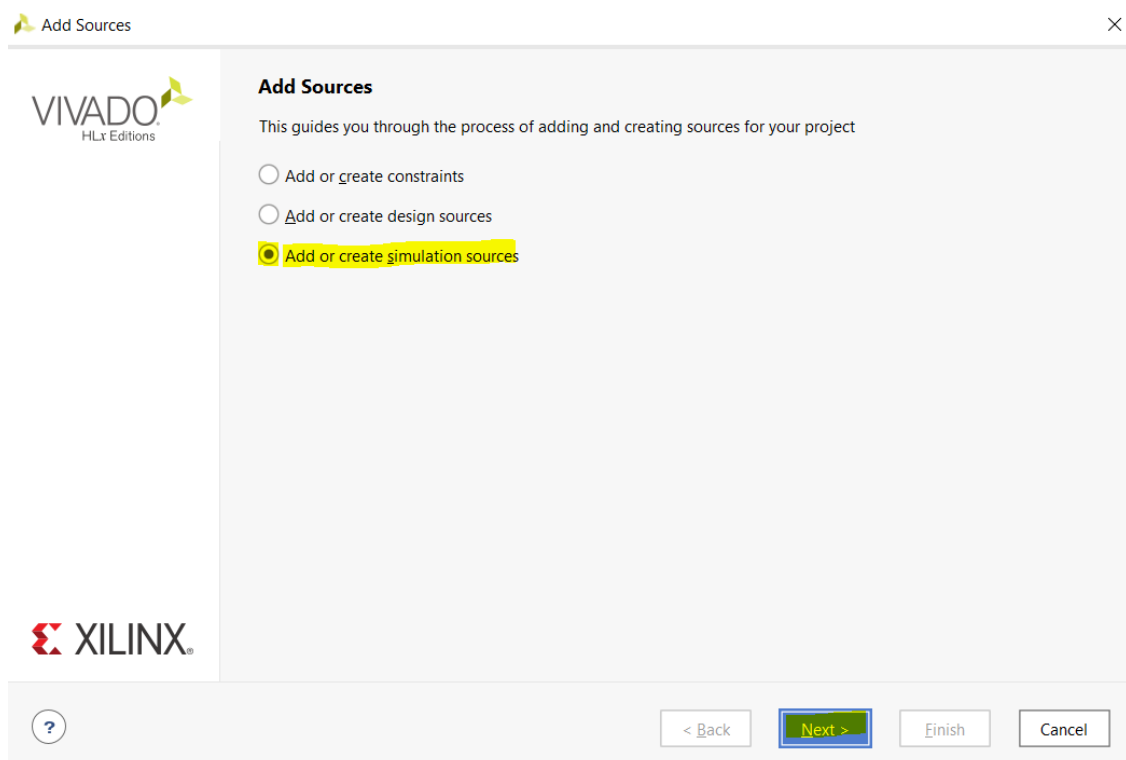 Add Sources
VIVADO
HLx Editions
Add Sources
This guides you through the process of adding and creating sources for your project
Add or create constraints
Add or create design sources
Add or create simulation sources
XILINX®
?
< Back
Next >
Finish
Cancel